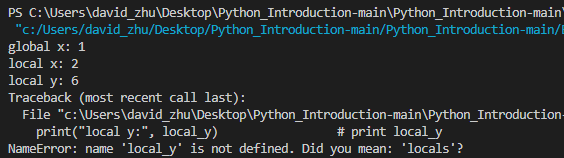 PS C:\Users\david_zhu\Desktop\Python_Introduction-main\Python_Introduction-main\
"c:/Users/david_zhu/Desktop/Python_Introduction-main/Python_Introduction-main/
global x: 1
local x: 2
local y: 6
Traceback (most recent call last):
File "c:\Users\david_zhu\Desktop\Python_Introduction-main\Python_Introduction-
print("local y:", local_y) # print local_y
NameError: name 'local_y' is not defined. Did you mean: 'locals'?